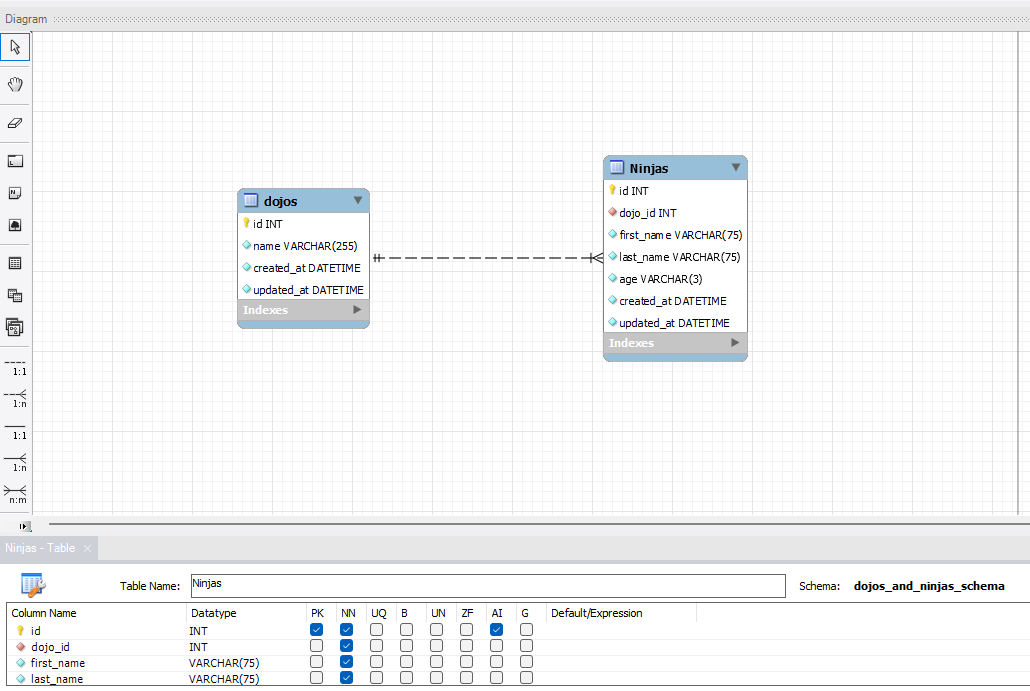 Diagram
dojos
id INT
name VARCHAR(255)
created_at DATETIME
updated_at DATETIME
Indexes
Ninjas
id INT
dojo_id INT
first_name VARCHAR(75)
last_name VARCHAR(75)
age VARCHAR(3)
created_at DATETIME
updated_at DATETIME
Indexes
1:1
1:n
1:1
1:n
n:m
Ninjas - Table
Table Name: Ninjas Schema: dojos_and_ninjas_schema
Column Name Datatype PK NN UQ B UN ZF AI G Default/Expression
id INT
dojo_id INT
first_name VARCHAR(75)
last_name VARCHAR(75)